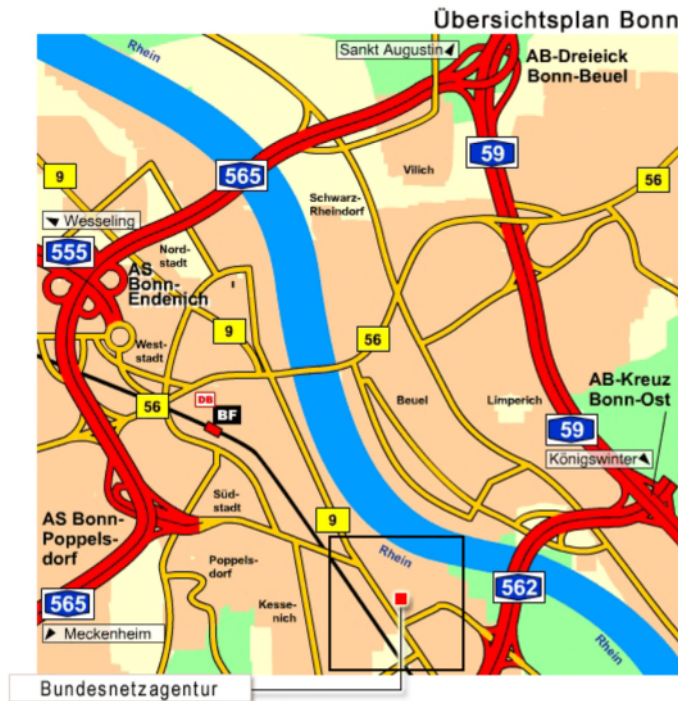 Übersichtsplan Bonn
Rhein
Sankt Augustin
AB-Dreieick
Bonn-Beuel
59
565
9
Vilich
56
Wesseling
Schwarz-
Rheindorf
555
Nord-
stadt
AS
Bonn-
Endenich
I
West-
stadt
9
56
AB-Kreuz
Bonn-Ost
56
DB
BF
Beuel
Limperich
59
Königswinter
Süd-
stadt
AS Bonn-
Poppels-
dorf
9
Rhein
Poppels-
dorf
565
Kesse-
nich
562
Meckenheim
Rhein
Bundesnetzagentur